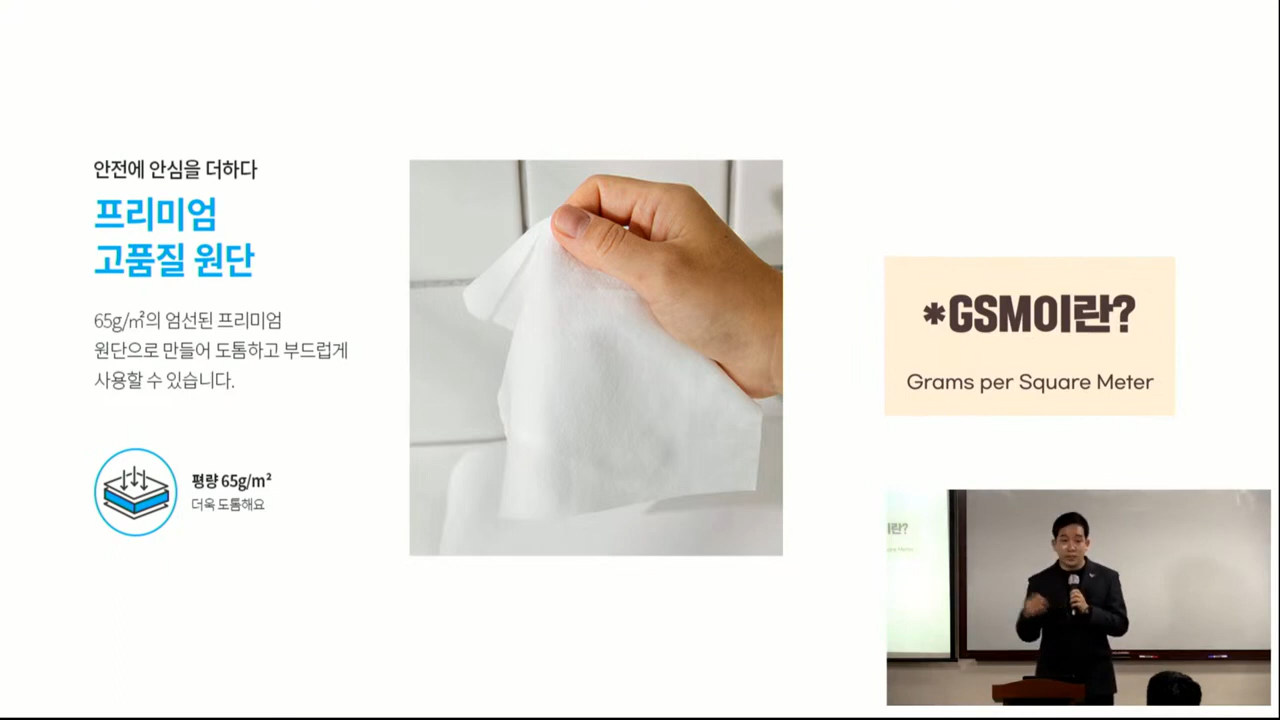 안전에 안심을 더하다
프리미엄
고품질 원단
65g/㎡의 엄선된 프리미엄
원단으로 만들어 도톰하고 부드럽게
사용할 수 있습니다.
평량 65g/m²
더욱 도톰해요
*GSM이란?
Grams per Square Meter
란?